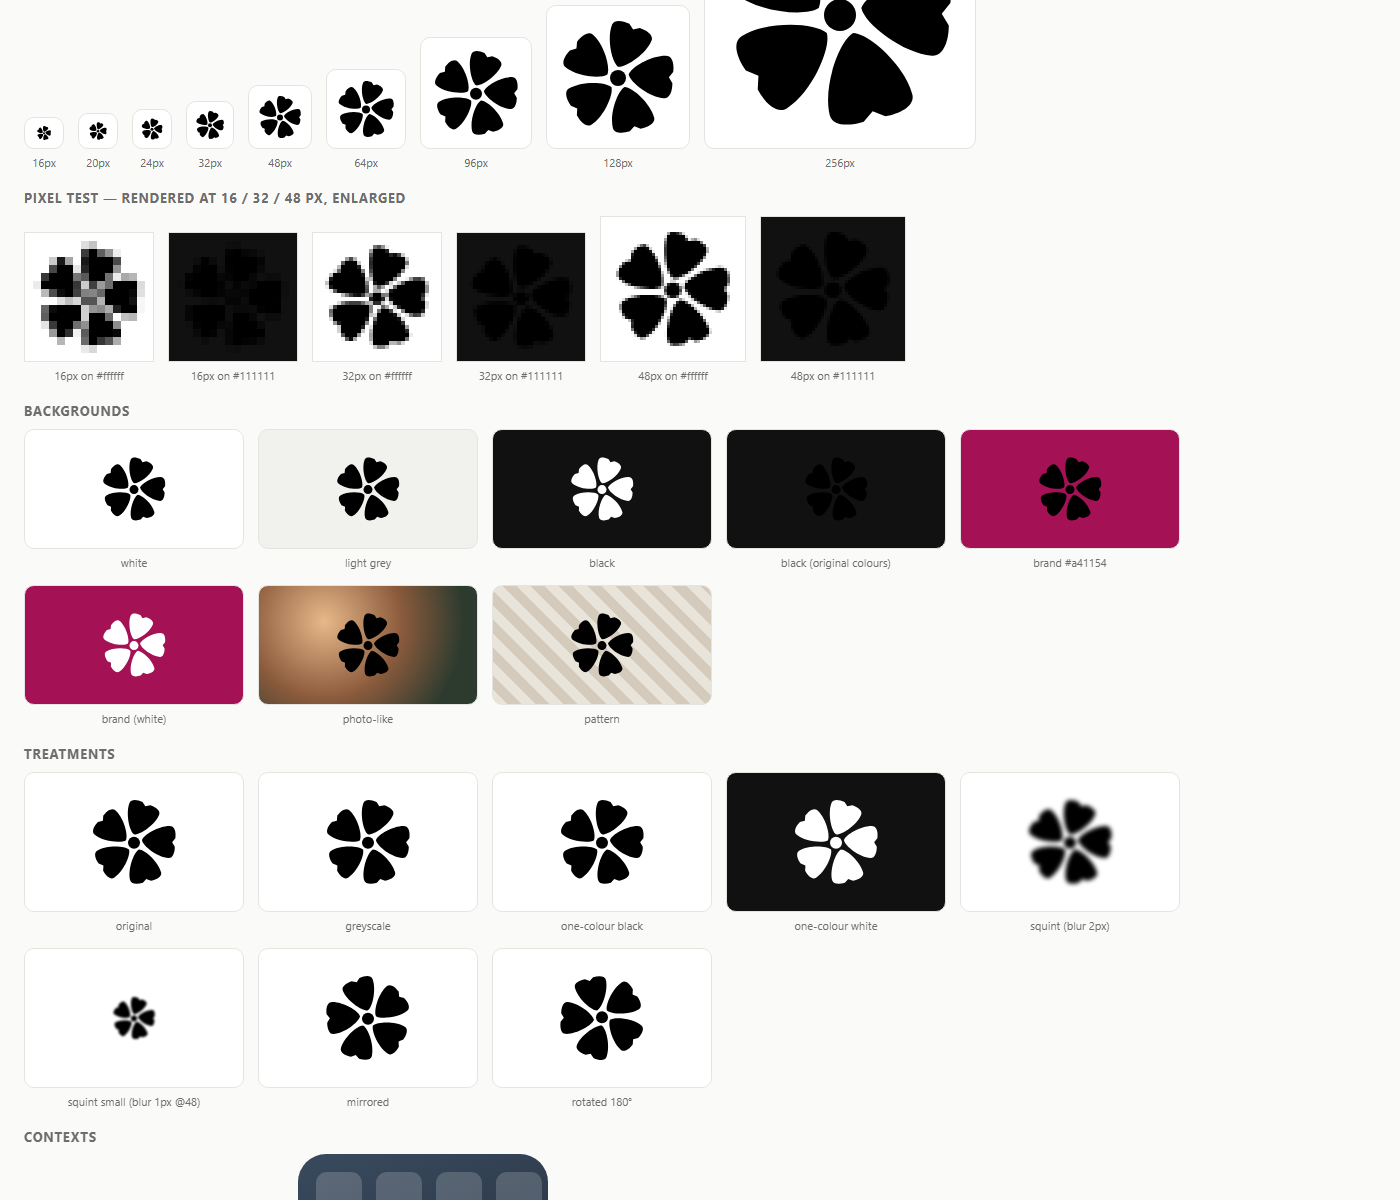 16px 20px 24px 32px 48px 64px 96px 128px 256px
PIXEL TEST — RENDERED AT 16 / 32 / 48 PX, ENLARGED
16px on #ffffff 16px on #111111 32px on #ffffff 32px on #111111 48px on #ffffff 48px on #111111
BACKGROUNDS
white light grey black black (original colours) brand #a41154
brand (white) photo-like pattern
TREATMENTS
original greyscale one-colour black one-colour white squint (blur 2px)
squint small (blur 1px @48) mirrored rotated 180°
CONTEXTS